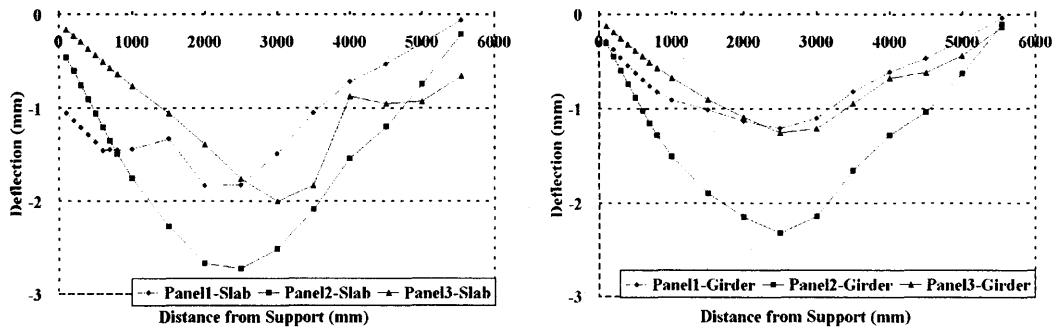 0
0 1000 2000 3000 4000 5000 6000
-1
-2
-3
Deflection (mm)
Panel1-Slab Panel2-Slab Panel3-Slab
Distance from Support (mm)
0
0 1000 2000 3000 4000 5000 6000
-1
-2
-3
Deflection (mm)
Panel1-Girder Panel2-Girder Panel3-Girder
Distance from Support (mm)